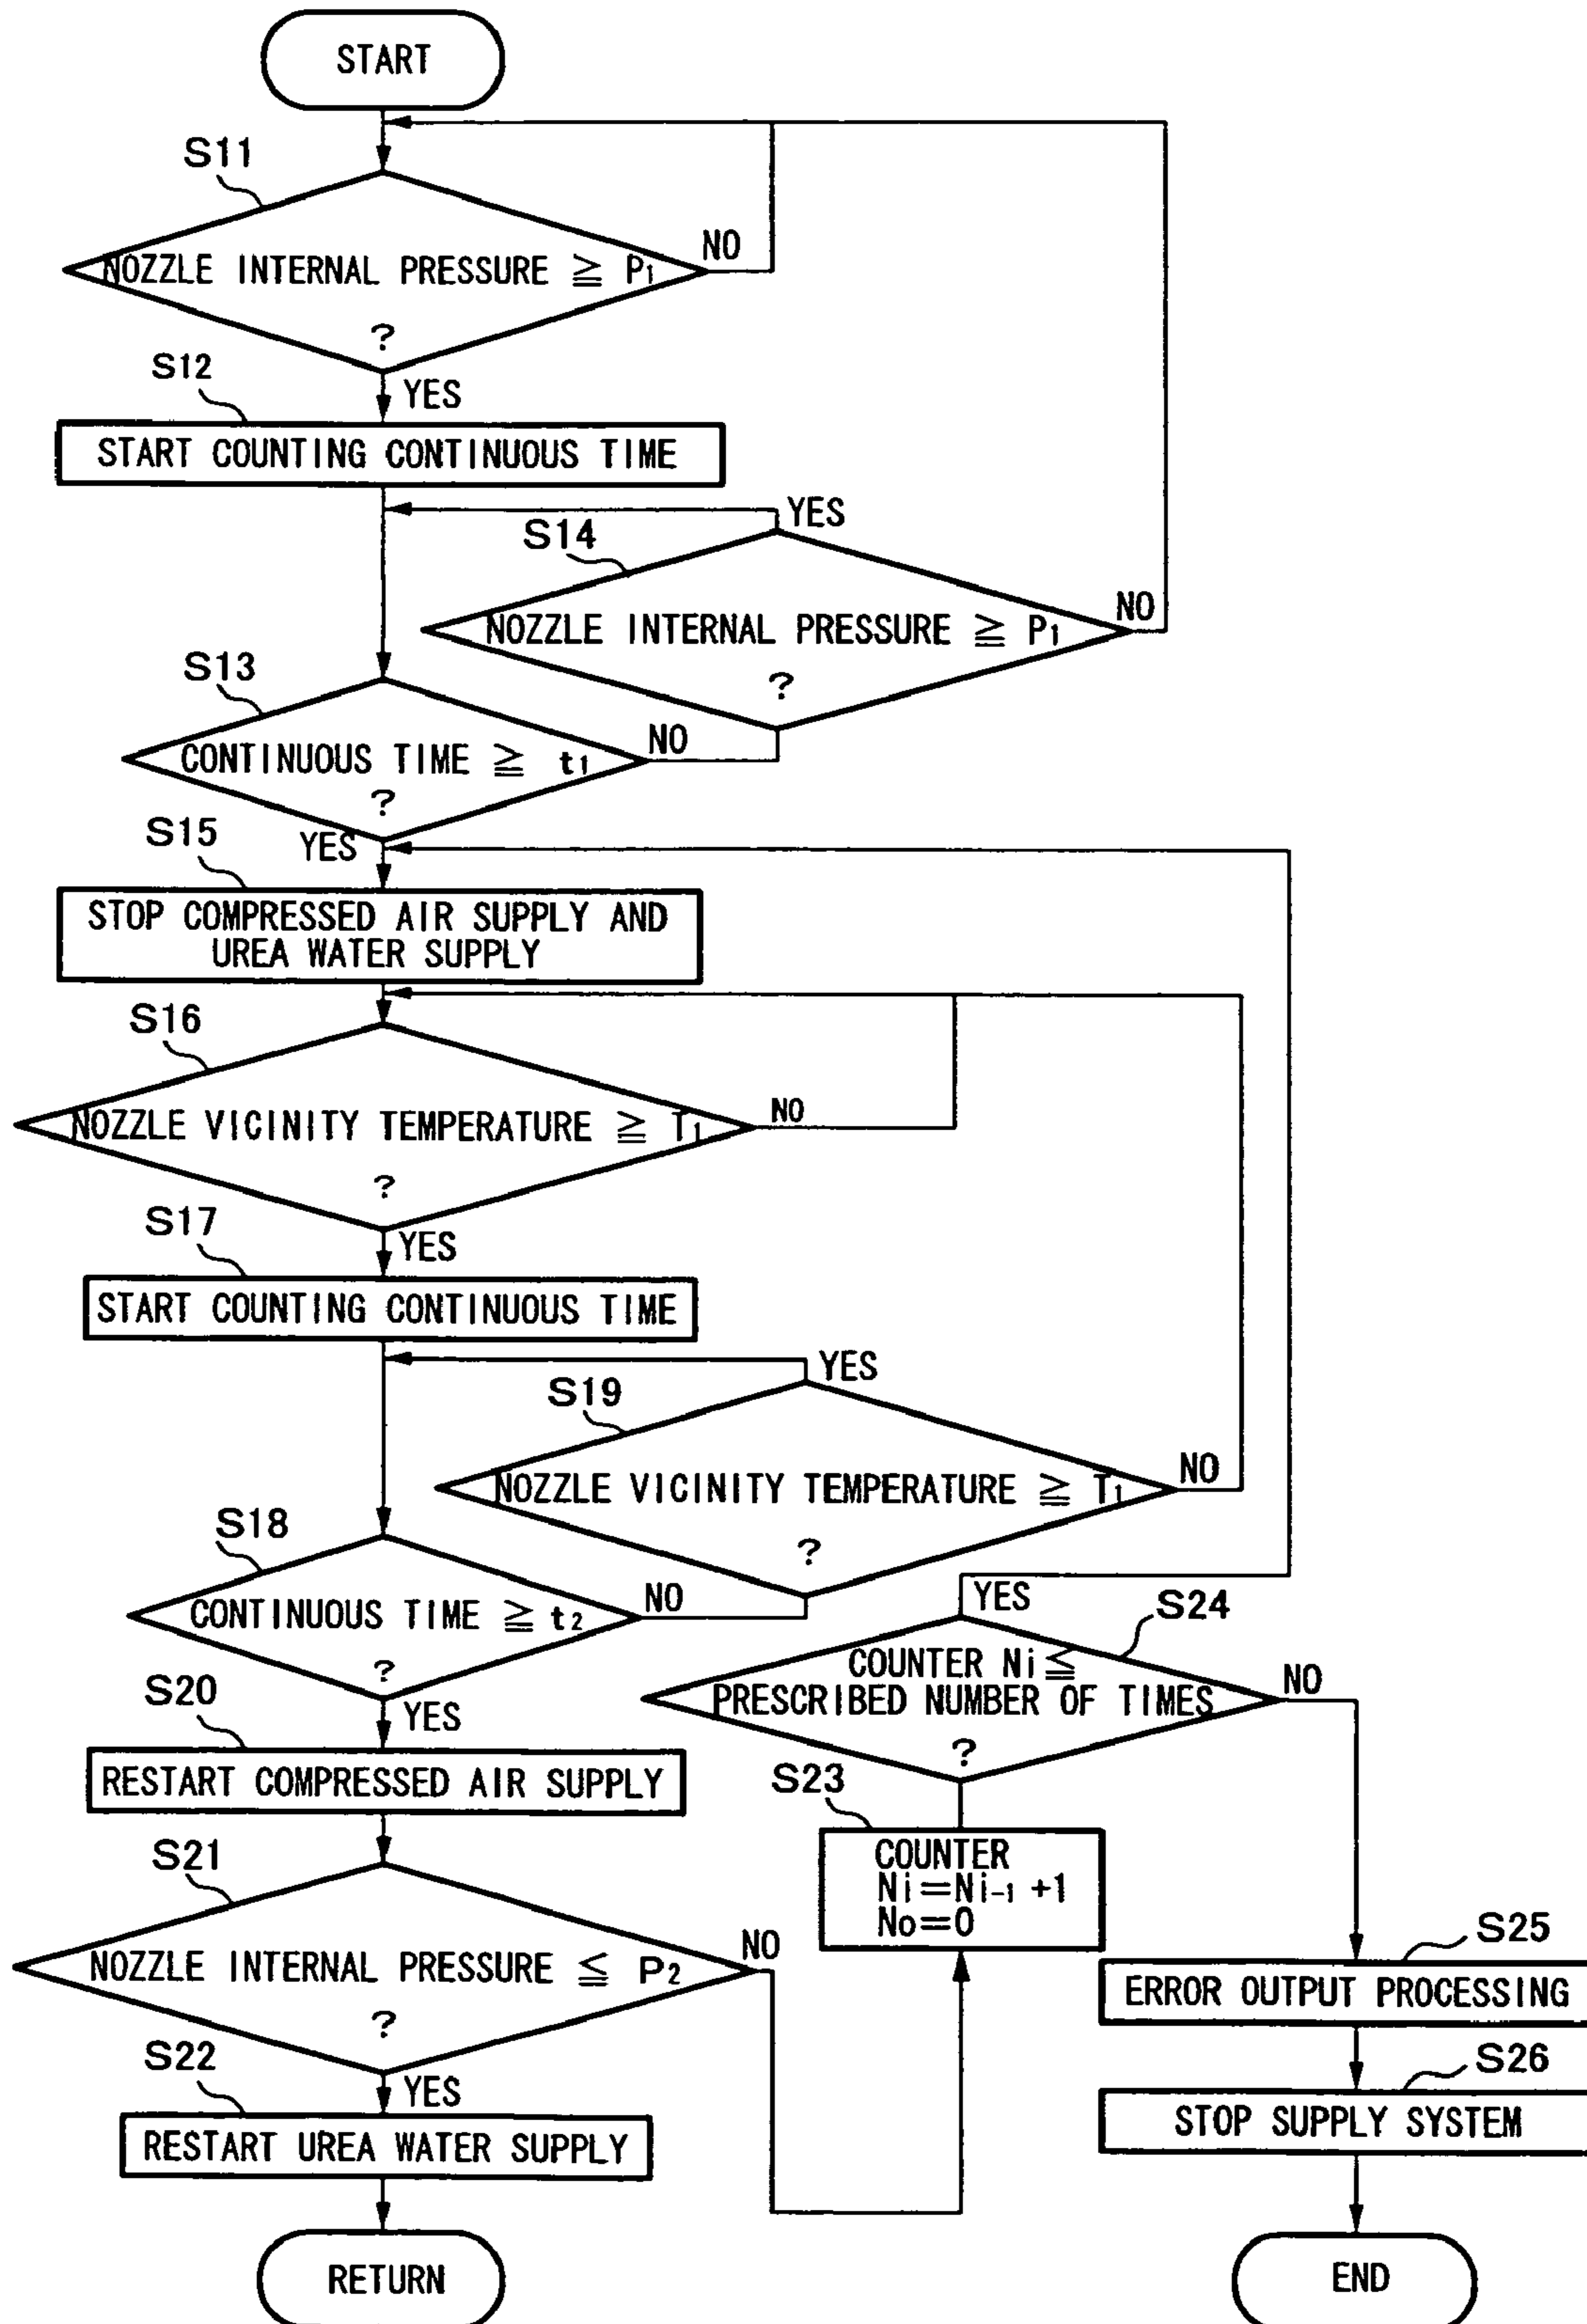 START
S11
NO
NOZZLE INTERNAL PRESSURE ≧ P1
?
S12
YES
START COUNTING CONTINUOUS TIME
YES
S14
NO
NOZZLE INTERNAL PRESSURE ≧ P1
?
S13
NO
CONTINUOUS TIME ≧ t1
?
S15
YES
STOP COMPRESSED AIR SUPPLY AND
UREA WATER SUPPLY
S16
NO
NOZZLE VICINITY TEMPERATURE ≧ T1
?
S17
YES
START COUNTING CONTINUOUS TIME
YES
S19
NO
NOZZLE VICINITY TEMPERATURE ≧ T1
?
S18
NO
CONTINUOUS TIME ≧ t2
?
YES
S24
COUNTER Ni ≦
PRESCRIBED NUMBER OF TIMES
?
NO
S20
YES
RESTART COMPRESSED AIR SUPPLY
S23
COUNTER
Ni=Ni-1 +1
No=0
S21
NO
NOZZLE INTERNAL PRESSURE ≦ P2
?
S25
ERROR OUTPUT PROCESSING
S22
YES
RESTART UREA WATER SUPPLY
S26
STOP SUPPLY SYSTEM
RETURN
END